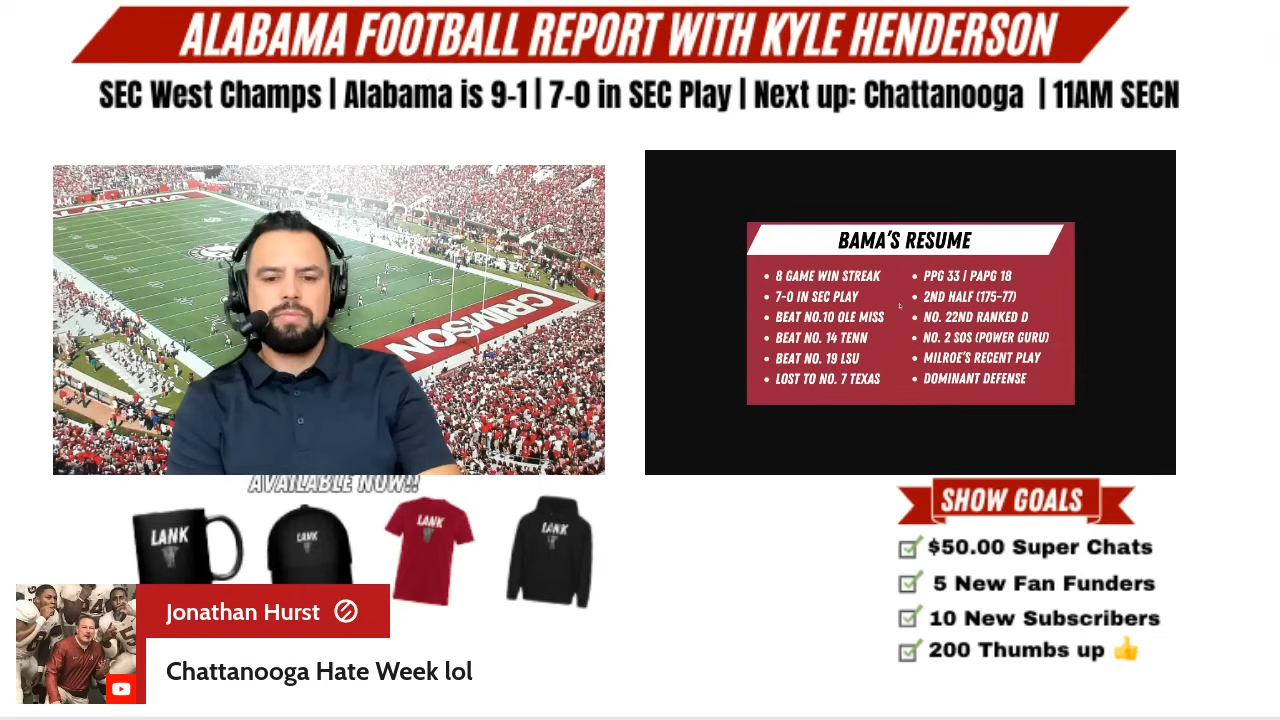 ALABAMA FOOTBALL REPORT WITH KYLE HENDERSON
SEC West Champs | Alabama is 9-1 | 7-0 in SEC Play | Next up: Chattanooga | 11AM SECN
ALABAMA
CRIMSON
BAMA'S RESUME
• 8 GAME WIN STREAK
• 7-0 IN SEC PLAY
• BEAT NO.10 OLE MISS
• BEAT NO. 14 TENN
• BEAT NO. 19 LSU
• LOST TO NO. 7 TEXAS
• PPG 33 | PAPG 18
• 2ND HALF (175-77)
• NO. 22ND RANKED D
• NO. 2 SOS (POWER GURU)
• MILROE'S RECENT PLAY
• DOMINANT DEFENSE
AVAILABLE NOW!!
LANK
LANK
LANK
LANK
SHOW GOALS
$50.00 Super Chats
5 New Fan Funders
10 New Subscribers
200 Thumbs up 👍
Jonathan Hurst
Chattanooga Hate Week lol